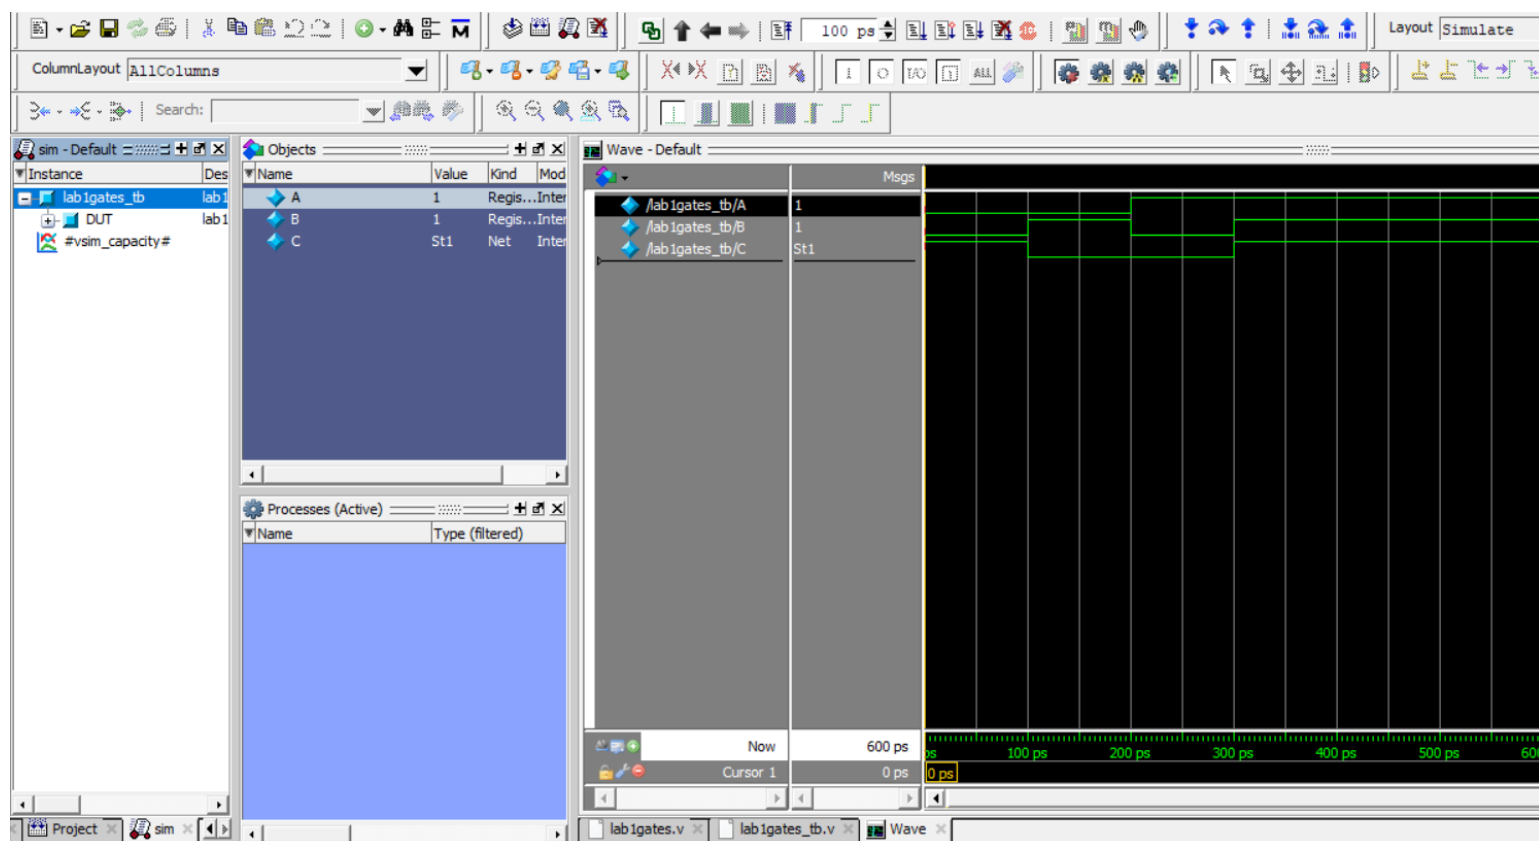 100 ps
Layout Simulate
ColumnLayout AllColumns
ALL
Search:
sim - Default
Instance Des
lab1gates_tb lab1
DUT lab1
#vsim_capacity#
Objects
Name Value Kind Mod
A 1 Regis... Inter
B 1 Regis... Inter
C St1 Net Inter
Processes (Active)
Name Type (filtered)
Wave - Default
Msgs
/lab1gates_tb/A 1
/lab1gates_tb/B 1
/lab1gates_tb/C St1
Now 600 ps
ps 100 ps 200 ps 300 ps 400 ps 500 ps 60
Cursor 1 0 ps 0 ps
Project sim
lab1gates.v lab1gates_tb.v Wave